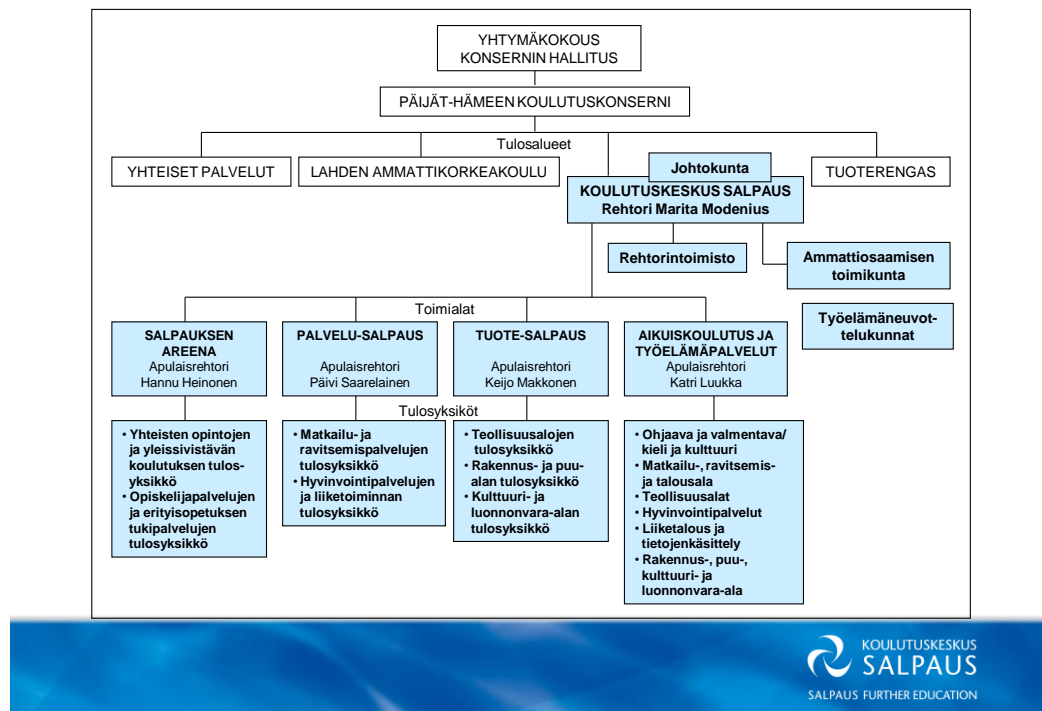 YHTYMÄKOKOUS
KONSERNIN HALLITUS
PÄIJÄT-HÄMEEN KOULUTUSKONSERNI
Tulosalueet
YHTEISET PALVELUT
LAHDEN AMMATTIKORKEAKOULU
Johtokunta
KOULUTUSKESKUS SALPAUS
Rehtori Marita Modenius
TUOTERENGAS
Rehtorintoimisto
Ammattiosaamisen
toimikunta
Työelämäneuvot-
telukunnat
Toimialat
SALPAUKSEN
AREENA
Apulaisrehtori
Hannu Heinonen
PALVELU-SALPAUS
Apulaisrehtori
Päivi Saarelainen
TUOTE-SALPAUS
Apulaisrehtori
Keijo Makkonen
AIKUISKOULUTUS JA
TYÖELÄMÄPALVELUT
Apulaisrehtori
Katri Luukka
Tulosyksiköt
• Yhteisten opintojen
ja yleissivistävän
koulutuksen tulos-
yksikkö
• Opiskelijapalvelujen
ja erityisopetuksen
tukipalvelujen
tulosyksikkö
• Matkailu- ja
ravitsemispalvelujen
tulosyksikkö
• Hyvinvointipalvelujen
ja liiketoiminnan
tulosyksikkö
• Teollisuusalojen
tulosyksikkö
• Rakennus- ja puu-
alan tulosyksikkö
• Kulttuuri- ja
luonnonvara-alan
tulosyksikkö
• Ohjaava ja valmentava/
kieli ja kulttuuri
• Matkailu-, ravitsemis-
ja talousala
• Teollisuusalat
• Hyvinvointipalvelut
• Liiketalous ja
tietojenkäsittely
• Rakennus-, puu-,
kulttuuri- ja
luonnonvara-ala
KOULUTUSKESKUS
SALPAUS
SALPAUS FURTHER EDUCATION